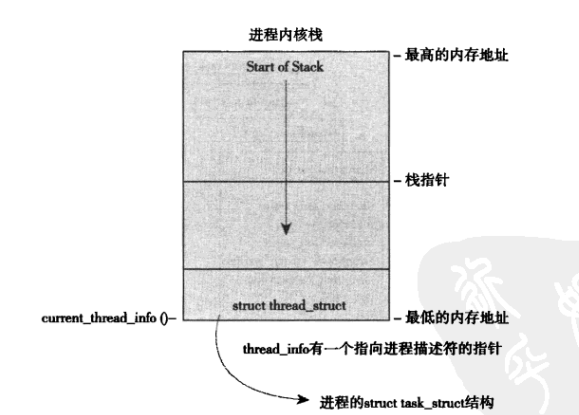 进程内核栈
最高的内存地址
Start of Stack
栈指针
struct thread_struct
current_thread_info ()
最低的内存地址
thread_info有一个指向进程描述符的指针
进程的struct task_struct结构